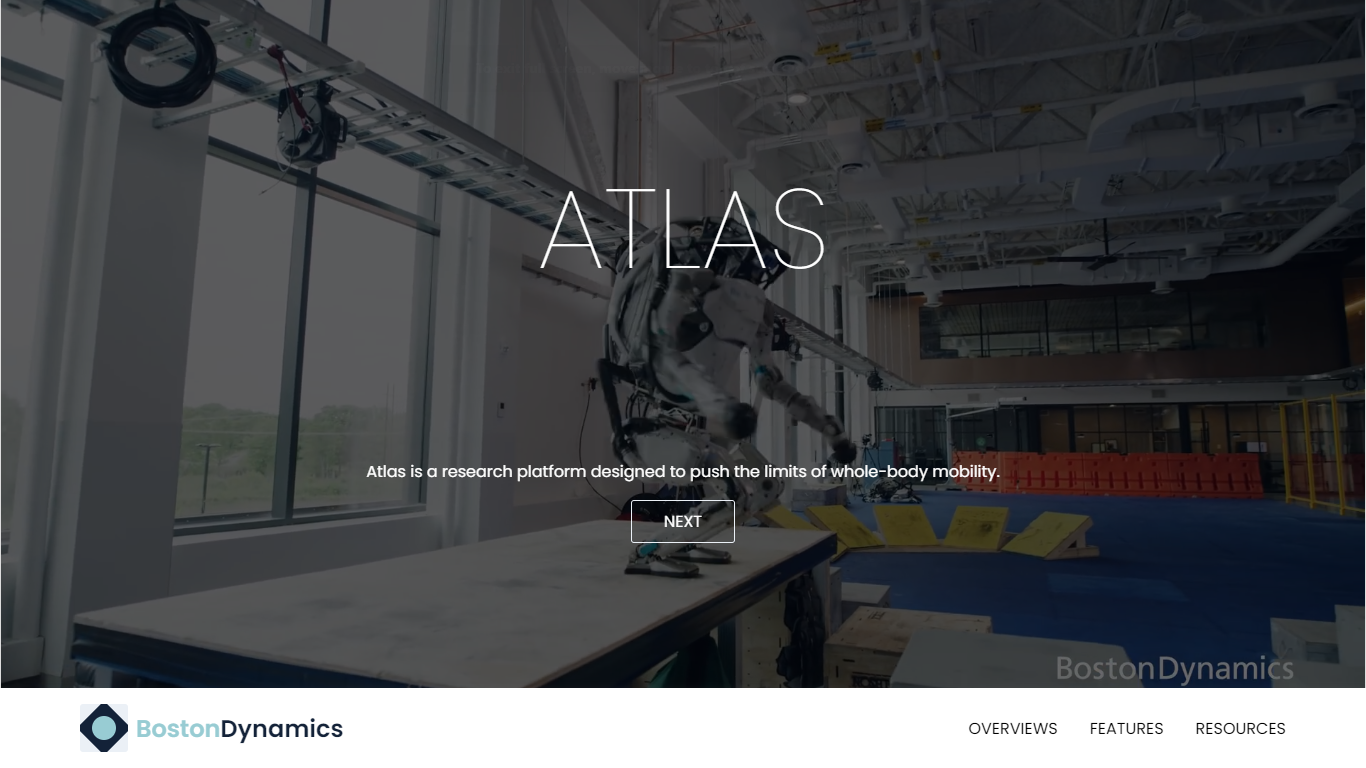 ATLAS
Atlas is a research platform designed to push the limits of whole-body mobility.
NEXT
BostonDynamics
BostonDynamics
OVERVIEWS
FEATURES
RESOURCES